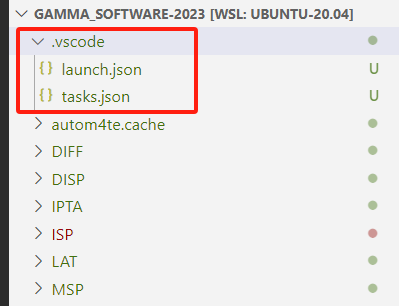 GAMMA_SOFTWARE-2023 [WSL: UBUNTU-20.04]
.vscode
{} launch.json U
{} tasks.json U
autom4te.cache
DIFF
DISP
IPTA
ISP
LAT
MSP